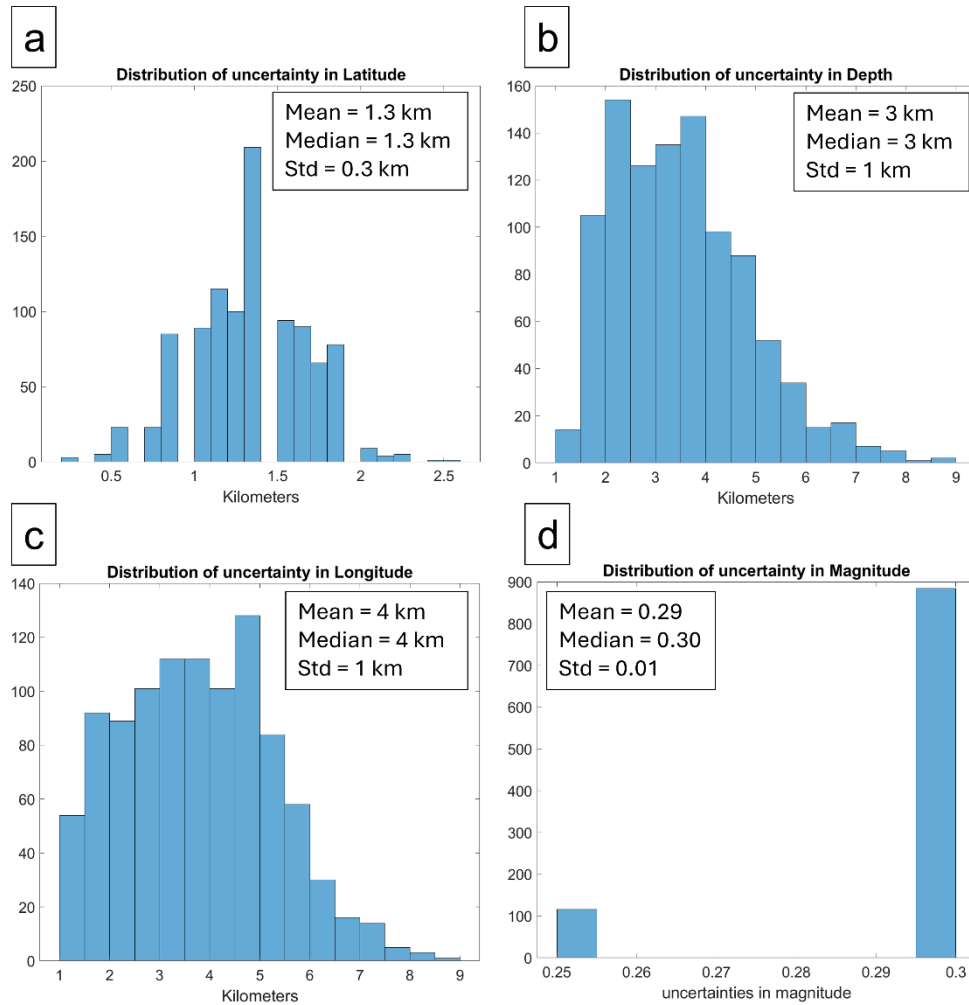 a
Distribution of uncertainty in Latitude
250
200
150
100
50
0
Mean = 1.3 km
Median = 1.3 km
Std = 0.3 km
0.5
1
1.5
2
2.5
Kilometers
b
Distribution of uncertainty in Depth
160
140
120
100
80
60
40
20
0
Mean = 3 km
Median = 3 km
Std = 1 km
1
2
3
4
5
6
7
8
9
Kilometers
c
Distribution of uncertainty in Longitude
140
120
100
80
60
40
20
0
Mean = 4 km
Median = 4 km
Std = 1 km
1
2
3
4
5
6
7
8
9
Kilometers
d
Distribution of uncertainty in Magnitude
900
800
700
600
500
400
300
200
100
0
Mean = 0.29
Median = 0.30
Std = 0.01
0.25
0.26
0.27
0.28
0.29
0.3
uncertainties in magnitude